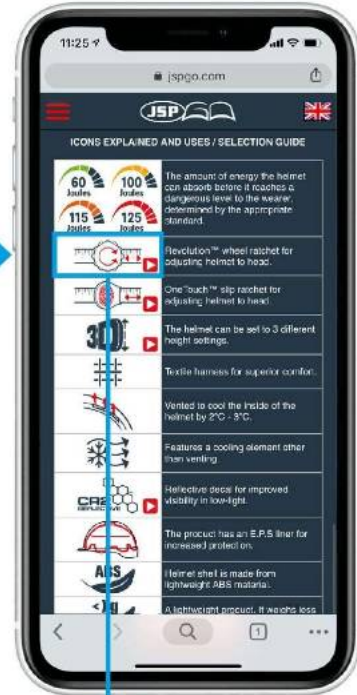 11:25
jspgo.com
JSP
ICONS EXPLAINED AND USES / SELECTION GUIDE
60
Joules
100
Joules
115
Joules
125
Joules
The amount of energy the helmet
can absorb before it reaches a
dangerous level to the wearer,
determined by the appropriate
standard.
Revolution™ wheel ratchet for
adjusting helmet to head.
OneTouch™ slip ratchet for
adjusting helmet to head.
3D
The helmet can be set to 3 different
height settings.
Textile harness for superior comfort.
Vented to cool the inside of the
helmet by 2°C - 3°C.
Features a cooling element other
than venting.
CR2
REFLECTIVE
Reflective decal for improved
visibility in low-light.
The product has an E.P.S liner for
increased protection.
ABS
Helmet shell is made from
lightweight ABS material.
<Xg
A lightweight product. It weighs less
1